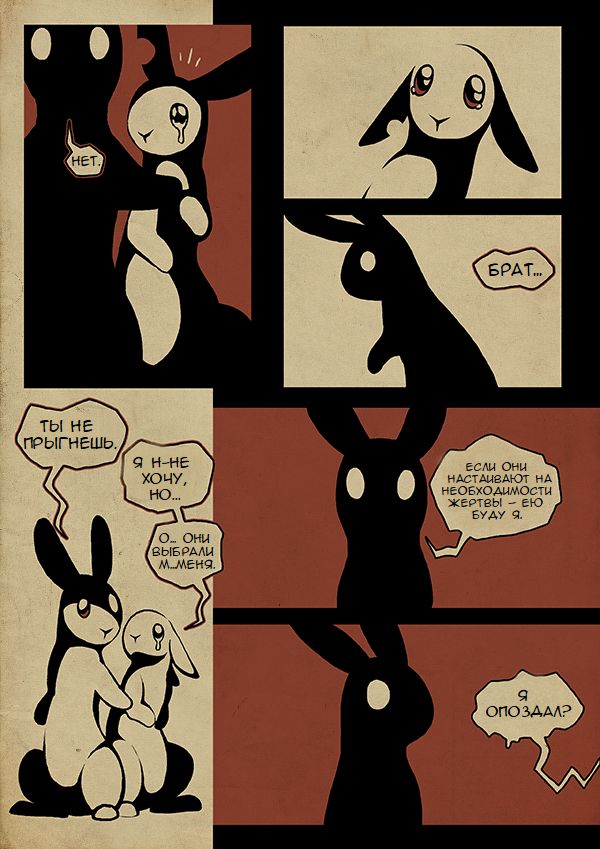 НЕТ.
БРАТ...
ТЫ НЕ
ПРЫГНЕШЬ.
Я Н-НЕ
ХОЧУ,
НО...
О... ОНИ
ВЫБРАЛИ
М...МЕНЯ.
ЕСЛИ ОНИ
НАСТАИВАЮТ НА
НЕОБХОДИМОСТИ
ЖЕРТВЫ – ЕЮ
БУДУ Я.
Я
ОПОЗДАЛ?